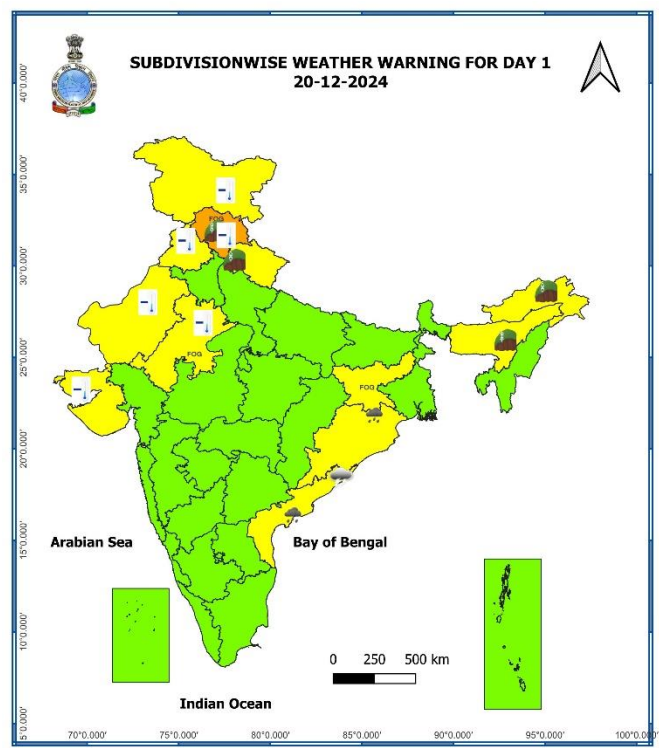 SUBDIVISIONWISE WEATHER WARNING FOR DAY 1
20-12-2024
40°0.000'
35°0.000'
FOG
30°0.000'
25°0.000'
FOG
FOG
20°0.000'
15°0.000'
Arabian Sea
Bay of Bengal
10°0.000'
0 250 500 km
Indian Ocean
5°0.000'
70°0.000' 75°0.000' 80°0.000' 85°0.000' 90°0.000' 95°0.000' 100°0.000'